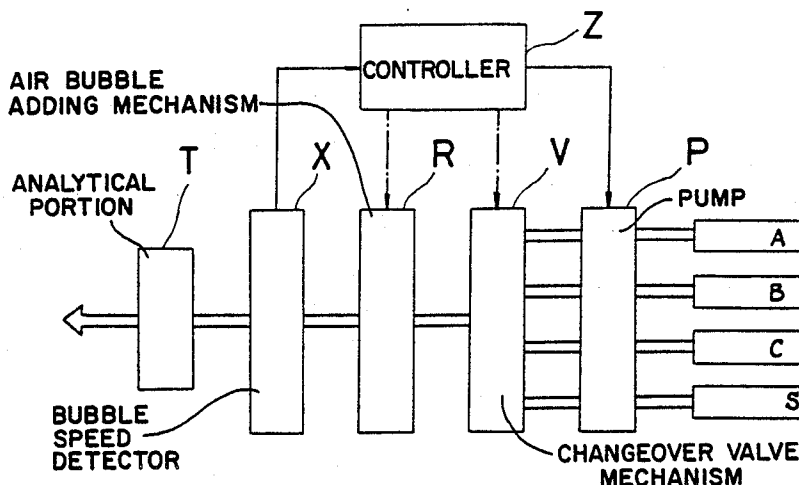 Z
CONTROLLER
AIR BUBBLE
ADDING MECHANISM
T
X
R
V
P
ANALYTICAL
PORTION
PUMP
A
B
C
S
BUBBLE
SPEED
DETECTOR
CHANGEOVER VALVE
MECHANISM